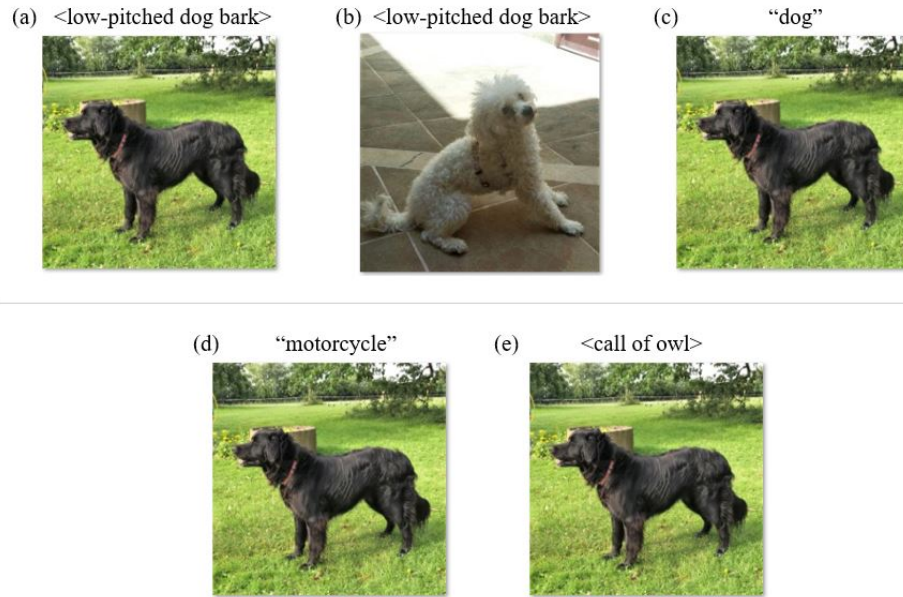 (a) <low-pitched dog bark> (b) <low-pitched dog bark> (c) “dog”
(d) “motorcycle” (e) <call of owl>